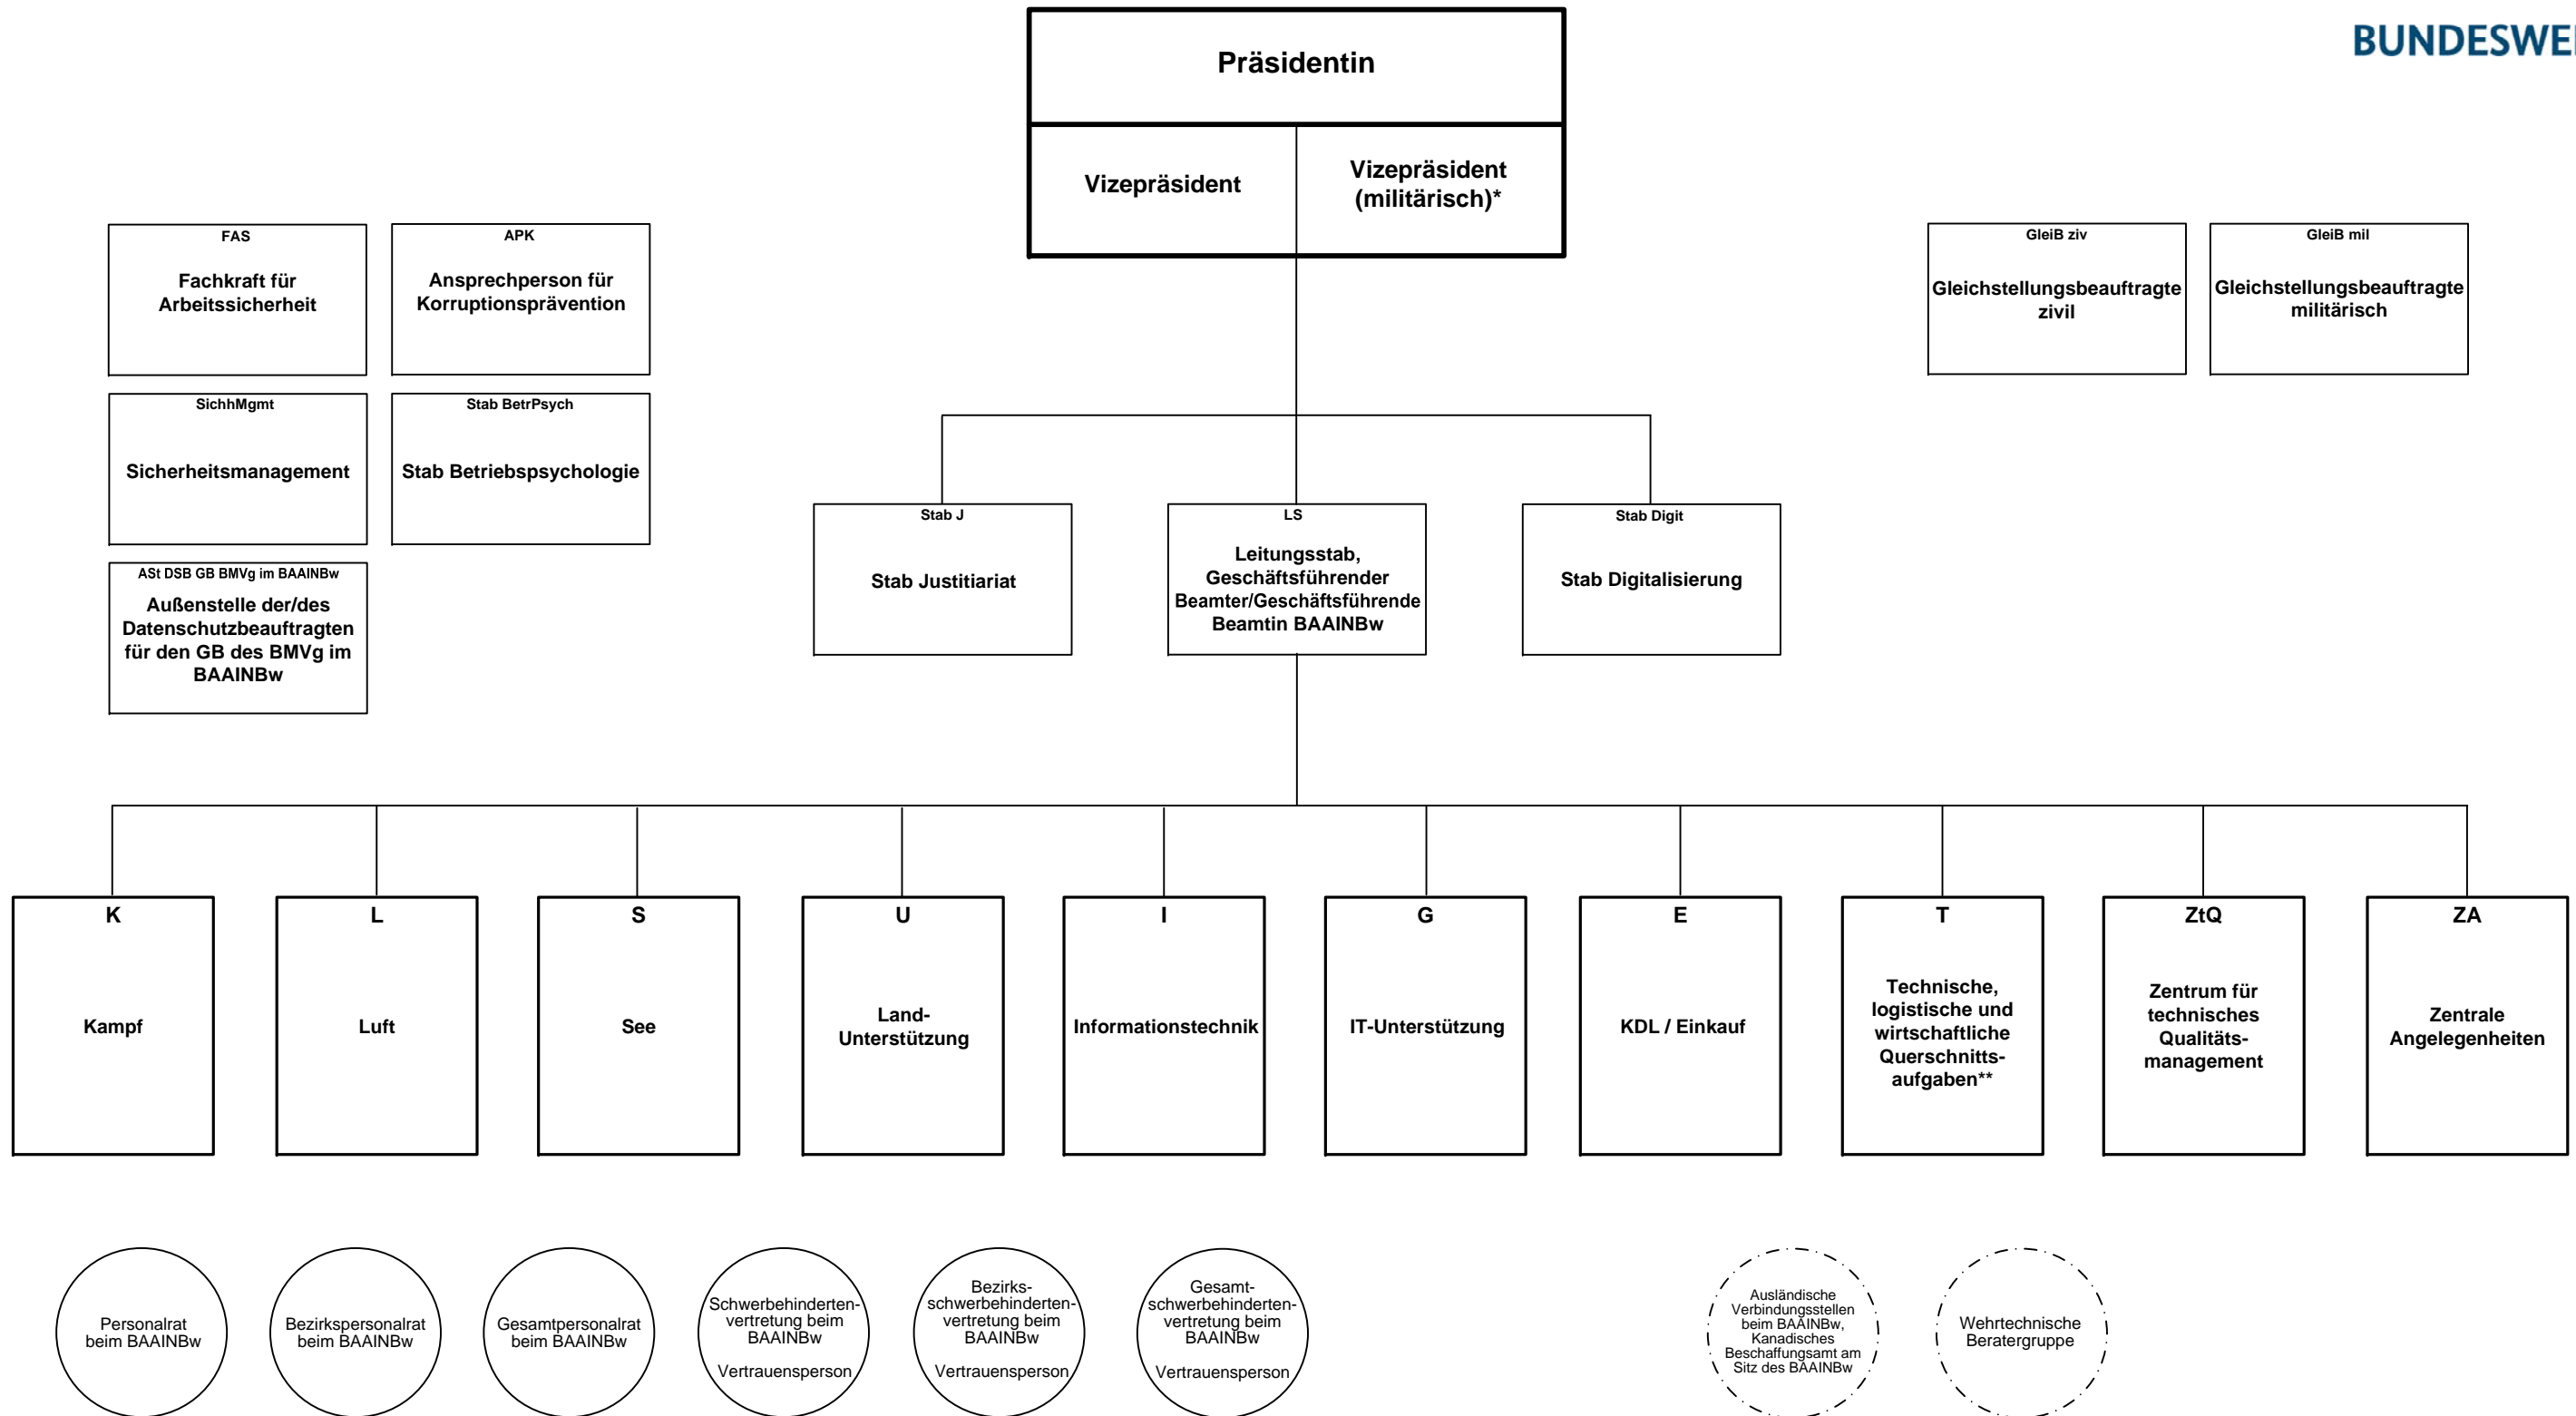 BUNDESWE
Präsidentin
Vizepräsident
Vizepräsident
(militärisch)*
FAS
Fachkraft für
Arbeitssicherheit
APK
Ansprechperson für
Korruptionsprävention
GleiB ziv
Gleichstellungsbeauftragte
zivil
GleiB mil
Gleichstellungsbeauftragte
militärisch
SichhMgmt
Sicherheitsmanagement
Stab BetrPsych
Stab Betriebspsychologie
Stab J
Stab Justitiariat
LS
Leitungsstab,
Geschäftsführender
Beamter/Geschäftsführende
Beamtin BAAINBw
Stab Digit
Stab Digitalisierung
ASt DSB GB BMVg im BAAINBw
Außenstelle der/des
Datenschutzbeauftragten
für den GB des BMVg im
BAAINBw
K
Kampf
L
Luft
S
See
U
Land-
Unterstützung
I
Informationstechnik
G
IT-Unterstützung
E
KDL / Einkauf
T
Technische,
logistische und
wirtschaftliche
Querschnitts-
aufgaben**
ZtQ
Zentrum für
technisches
Qualitäts-
management
ZA
Zentrale
Angelegenheiten
Personalrat
beim BAAINBw
Bezirkspersonalrat
beim BAAINBw
Gesamtpersonalrat
beim BAAINBw
Schwerbehinderten-
vertretung beim
BAAINBw
Vertrauensperson
Bezirks-
schwerbehinderten-
vertretung beim
BAAINBw
Vertrauensperson
Gesamt-
schwerbehinderten-
vertretung beim
BAAINBw
Vertrauensperson
Ausländische
Verbindungsstellen
beim BAAINBw,
Kanadisches
Beschaffungsamt am
Sitz des BAAINBw
Wehrtechnische
Beratergruppe